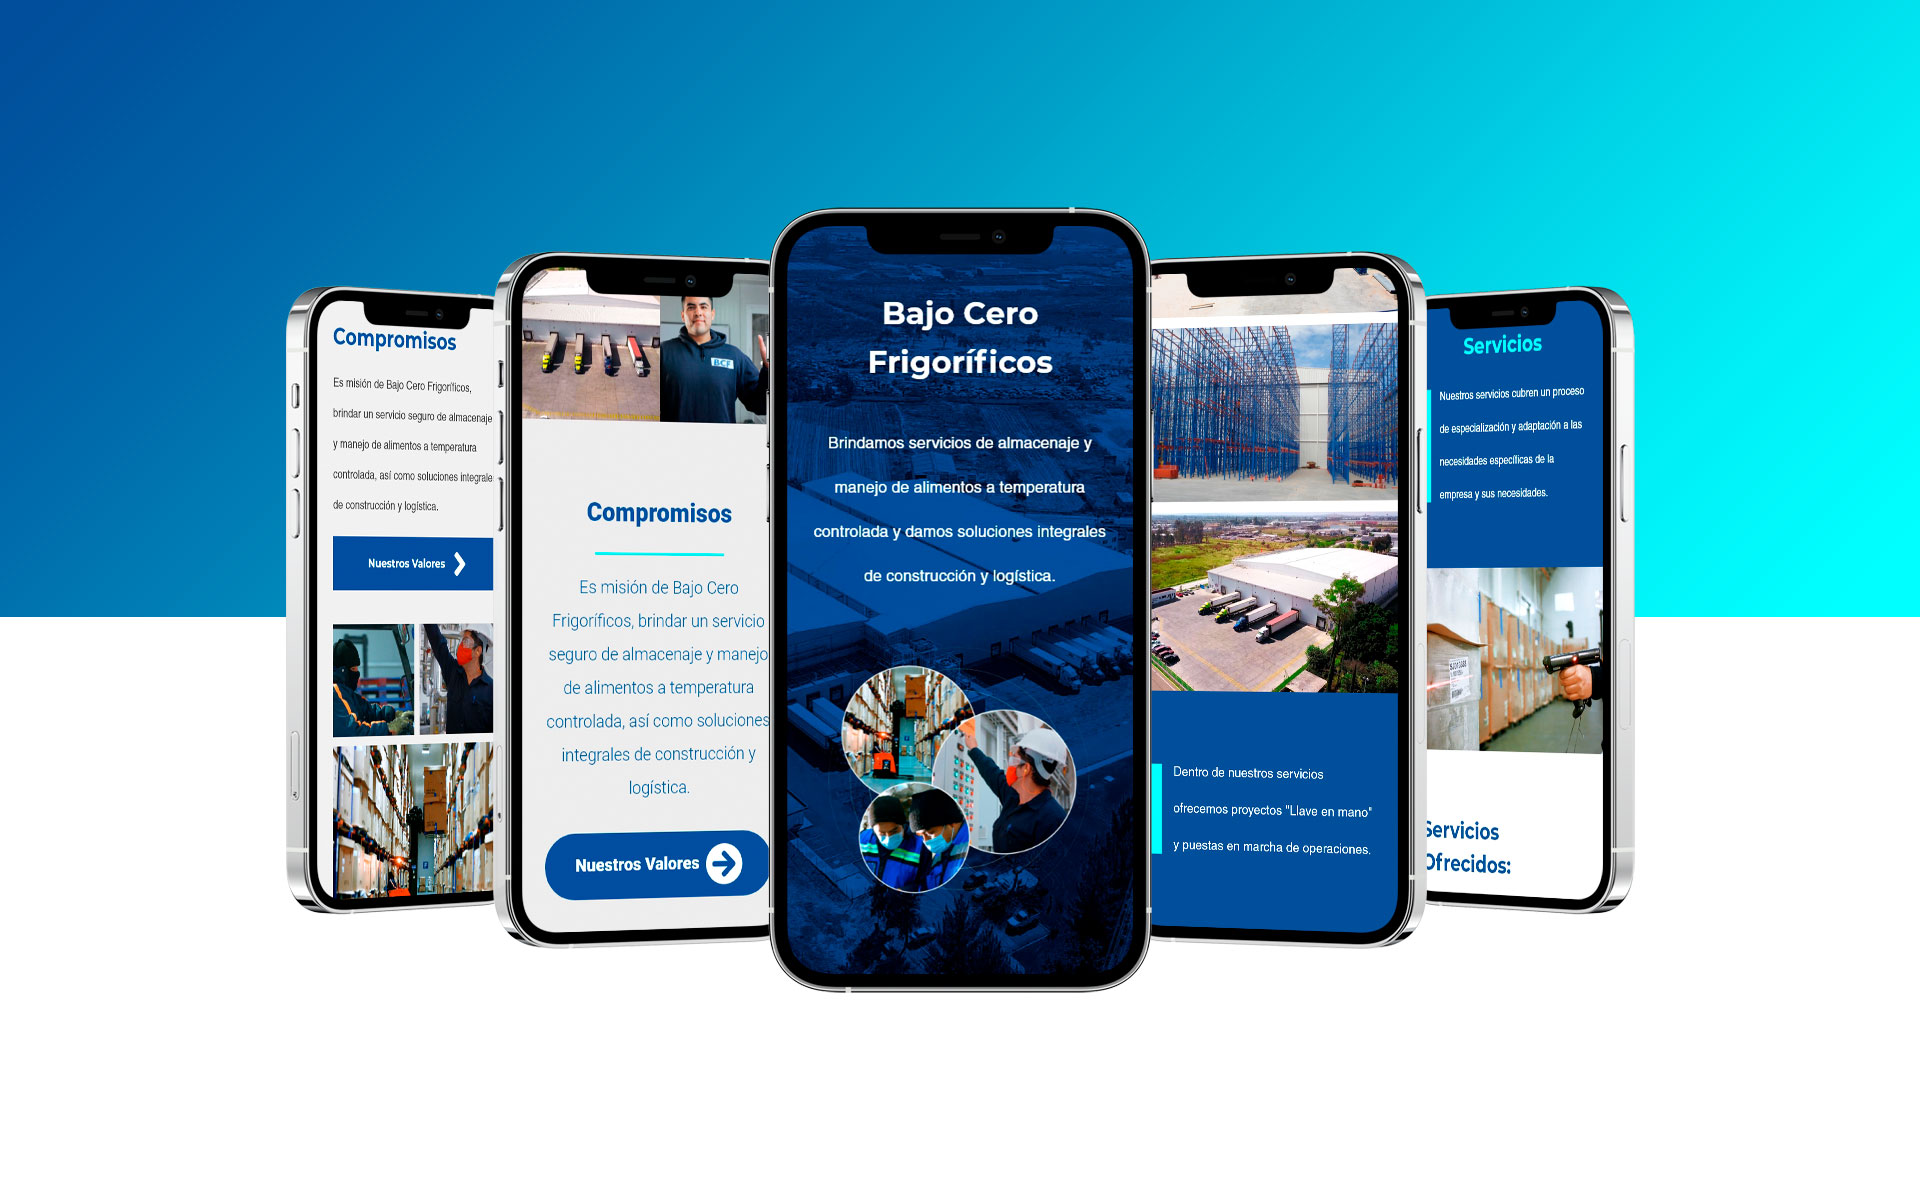 Compromisos
Es misión de Bajo Cero Frigoríficos,
brindar un servicio seguro de almacenaje
y manejo de alimentos a temperatura
controlada, así como soluciones integrale
de construcción y logística.
Nuestros Valores
BCF
Compromisos
Es misión de Bajo Cero
Frigoríficos, brindar un servicio
seguro de almacenaje y manejo
de alimentos a temperatura
controlada, así como soluciones
integrales de construcción y
logística.
Nuestros Valores
Bajo Cero
Frigoríficos
Brindamos servicios de almacenaje y
manejo de alimentos a temperatura
controlada y damos soluciones integrales
de construcción y logística.
Dentro de nuestros servicios
ofrecemos proyectos "Llave en mano"
y puestas en marcha de operaciones.
Servicios
Nuestros servicios cubren un proceso
de especialización y adaptación a las
necesidades específicas de la
empresa y sus necesidades.
Servicios
Ofrecidos: